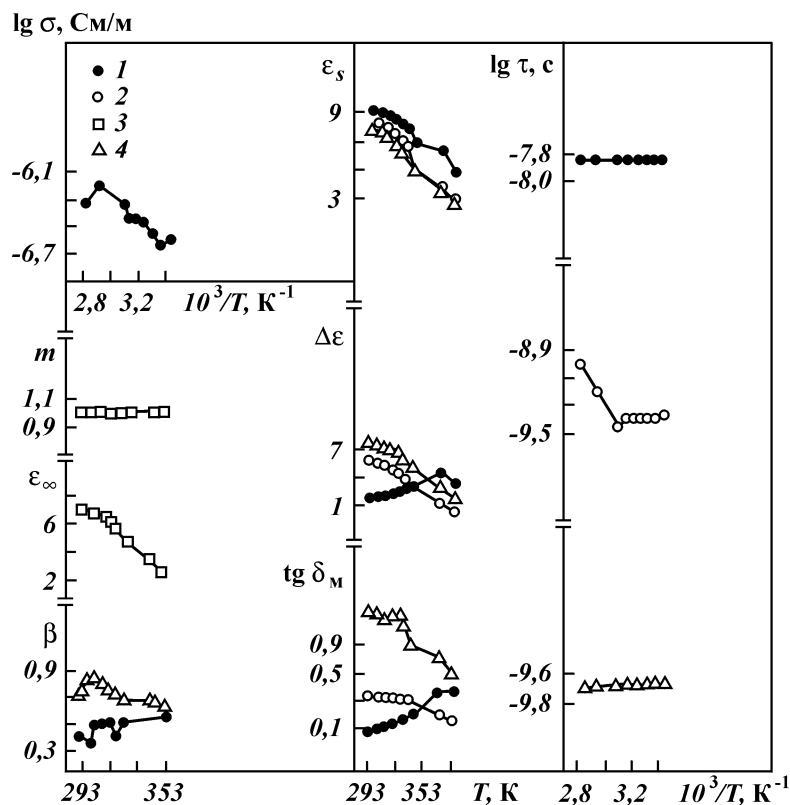 lg σ, См/м
1
2
3
4
-6,1
-6,7
2,8 3,2 10³/T, К⁻¹
m
1,1
0,9
ε∞
6
2
β
0,9
0,3
293 353
εs
9
3
Δε
7
1
tg δм
0,9
0,5
0,1
293 353 T, К
lg τ, с
-7,8
-8,0
-8,9
-9,5
-9,6
-9,8
2,8 3,2 10³/T, К⁻¹